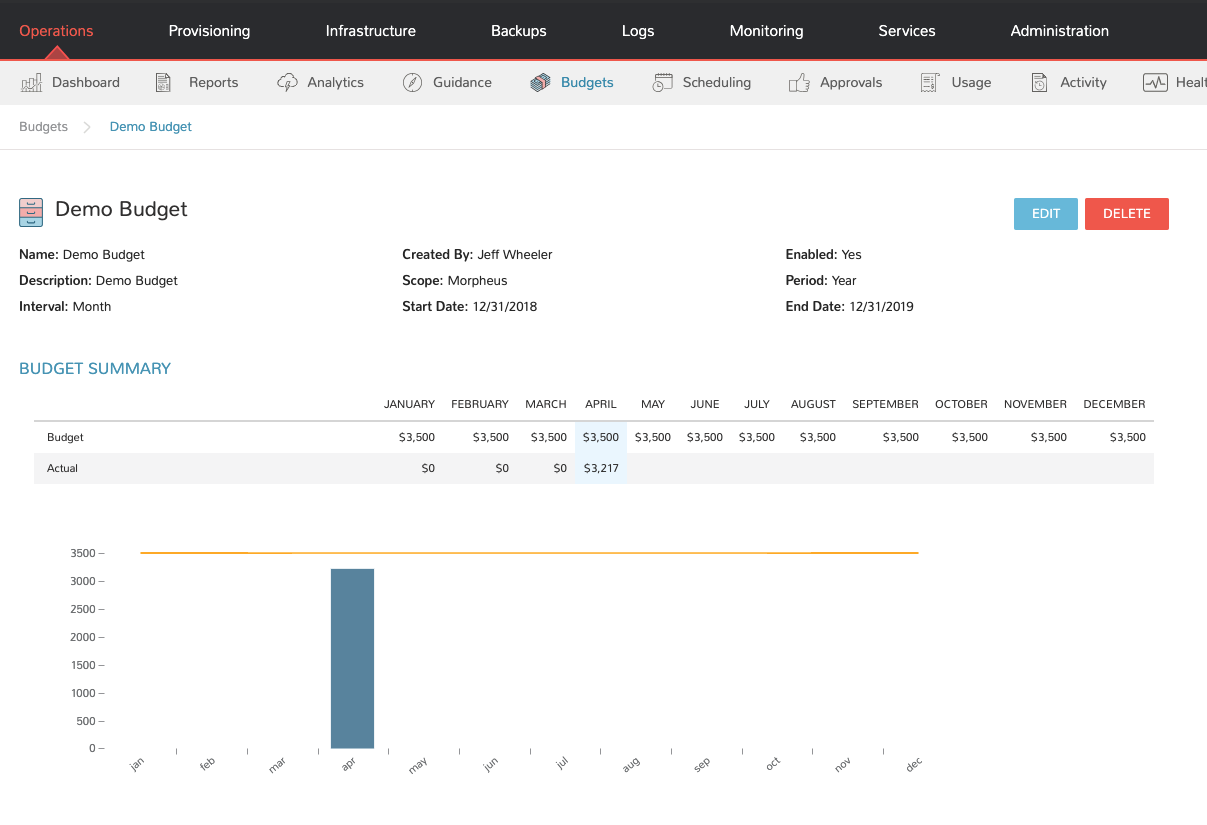 Operations Provisioning Infrastructure Backups Logs Monitoring Services Administration
Dashboard Reports Analytics Guidance Budgets Scheduling Approvals Usage Activity Healt
Budgets Demo Budget
Demo Budget EDIT DELETE
Name: Demo Budget Created By: Jeff Wheeler Enabled: Yes
Description: Demo Budget Scope: Morpheus Period: Year
Interval: Month Start Date: 12/31/2018 End Date: 12/31/2019
BUDGET SUMMARY
JANUARY FEBRUARY MARCH APRIL MAY JUNE JULY AUGUST SEPTEMBER OCTOBER NOVEMBER DECEMBER
Budget $3,500 $3,500 $3,500 $3,500 $3,500 $3,500 $3,500 $3,500 $3,500 $3,500 $3,500 $3,500
Actual $0 $0 $0 $3,217
3500
3000
2500
2000
1500
1000
500
0
jan feb mar apr may jun jul aug sep oct nov dec